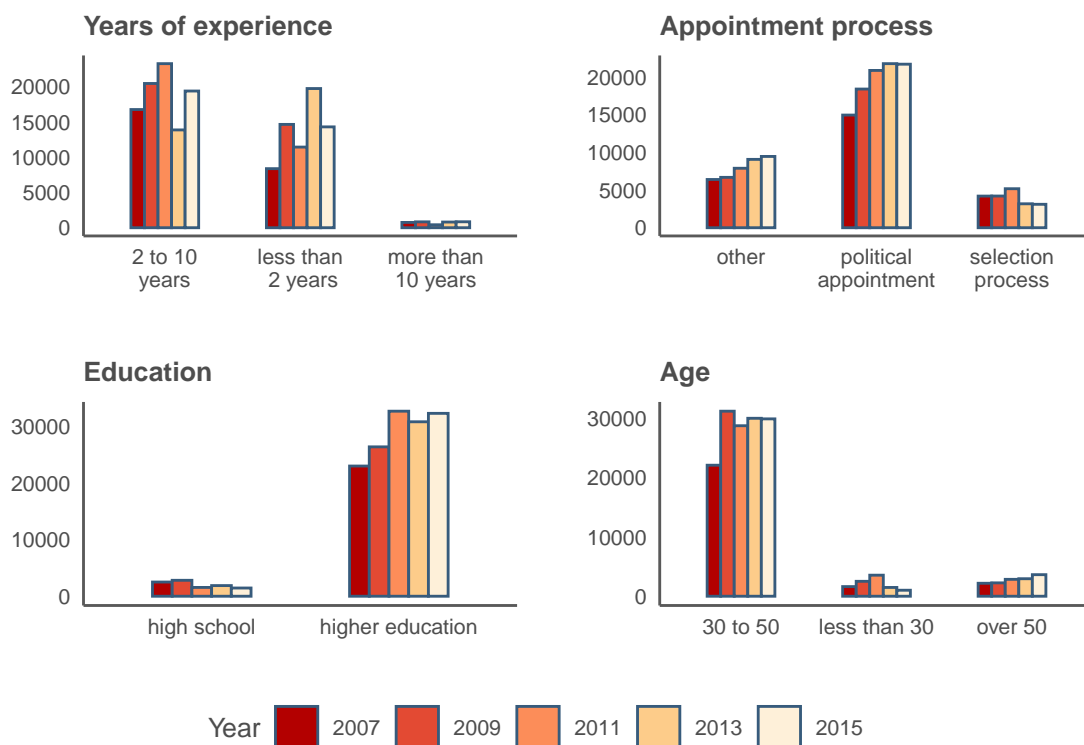 Years of experience
20000
15000
10000
5000
0
2 to 10
years
less than
2 years
more than
10 years
Appointment process
20000
15000
10000
5000
0
other
political
appointment
selection
process
Education
30000
20000
10000
0
high school
higher education
Age
30000
20000
10000
0
30 to 50
less than 30
over 50
Year 2007 2009 2011 2013 2015